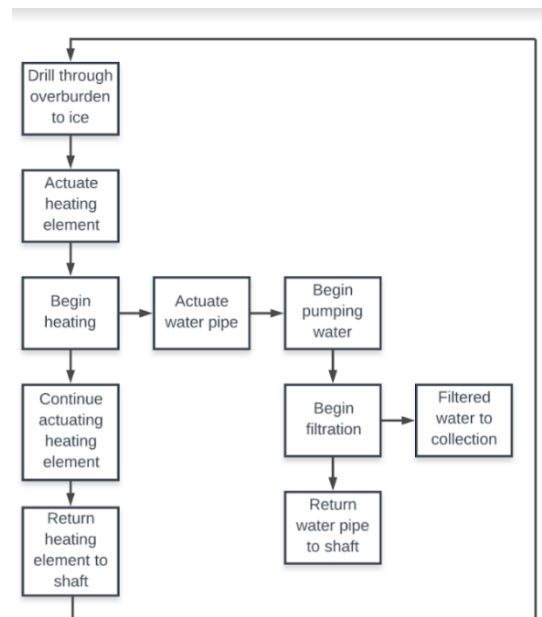 Drill through
overburden
to ice
Actuate
heating
element
Begin
heating
Actuate
water pipe
Begin
pumping
water
Continue
actuating
heating
element
Begin
filtration
Filtered
water to
collection
Return
heating
element to
shaft
Return
water pipe
to shaft